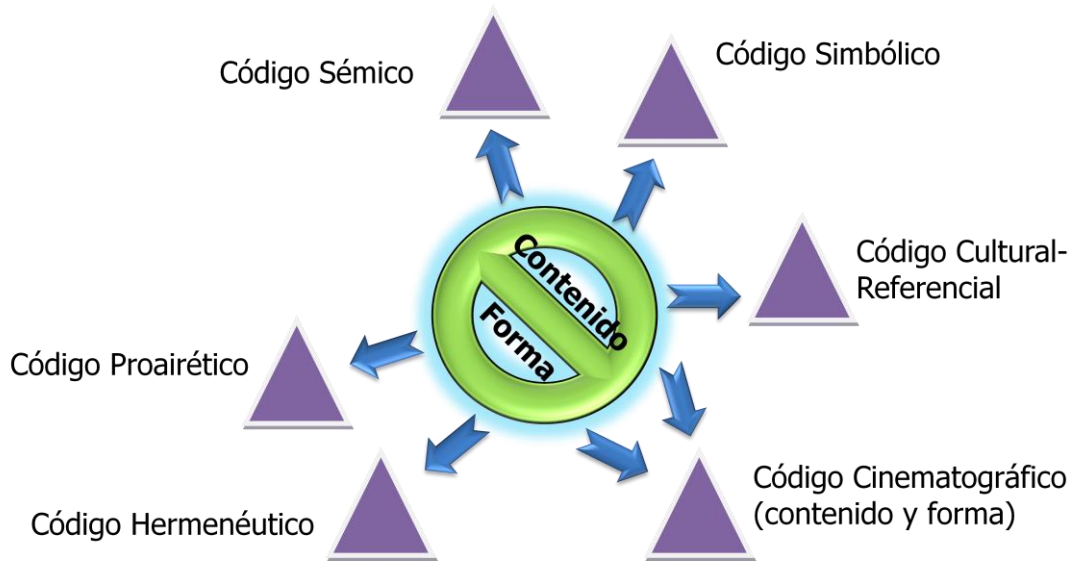 Código Sémico
Código Simbólico
Contenido
Forma
Código Cultural-
Referencial
Código Proairético
Código Cinematográfico
(contenido y forma)
Código Hermenéutico